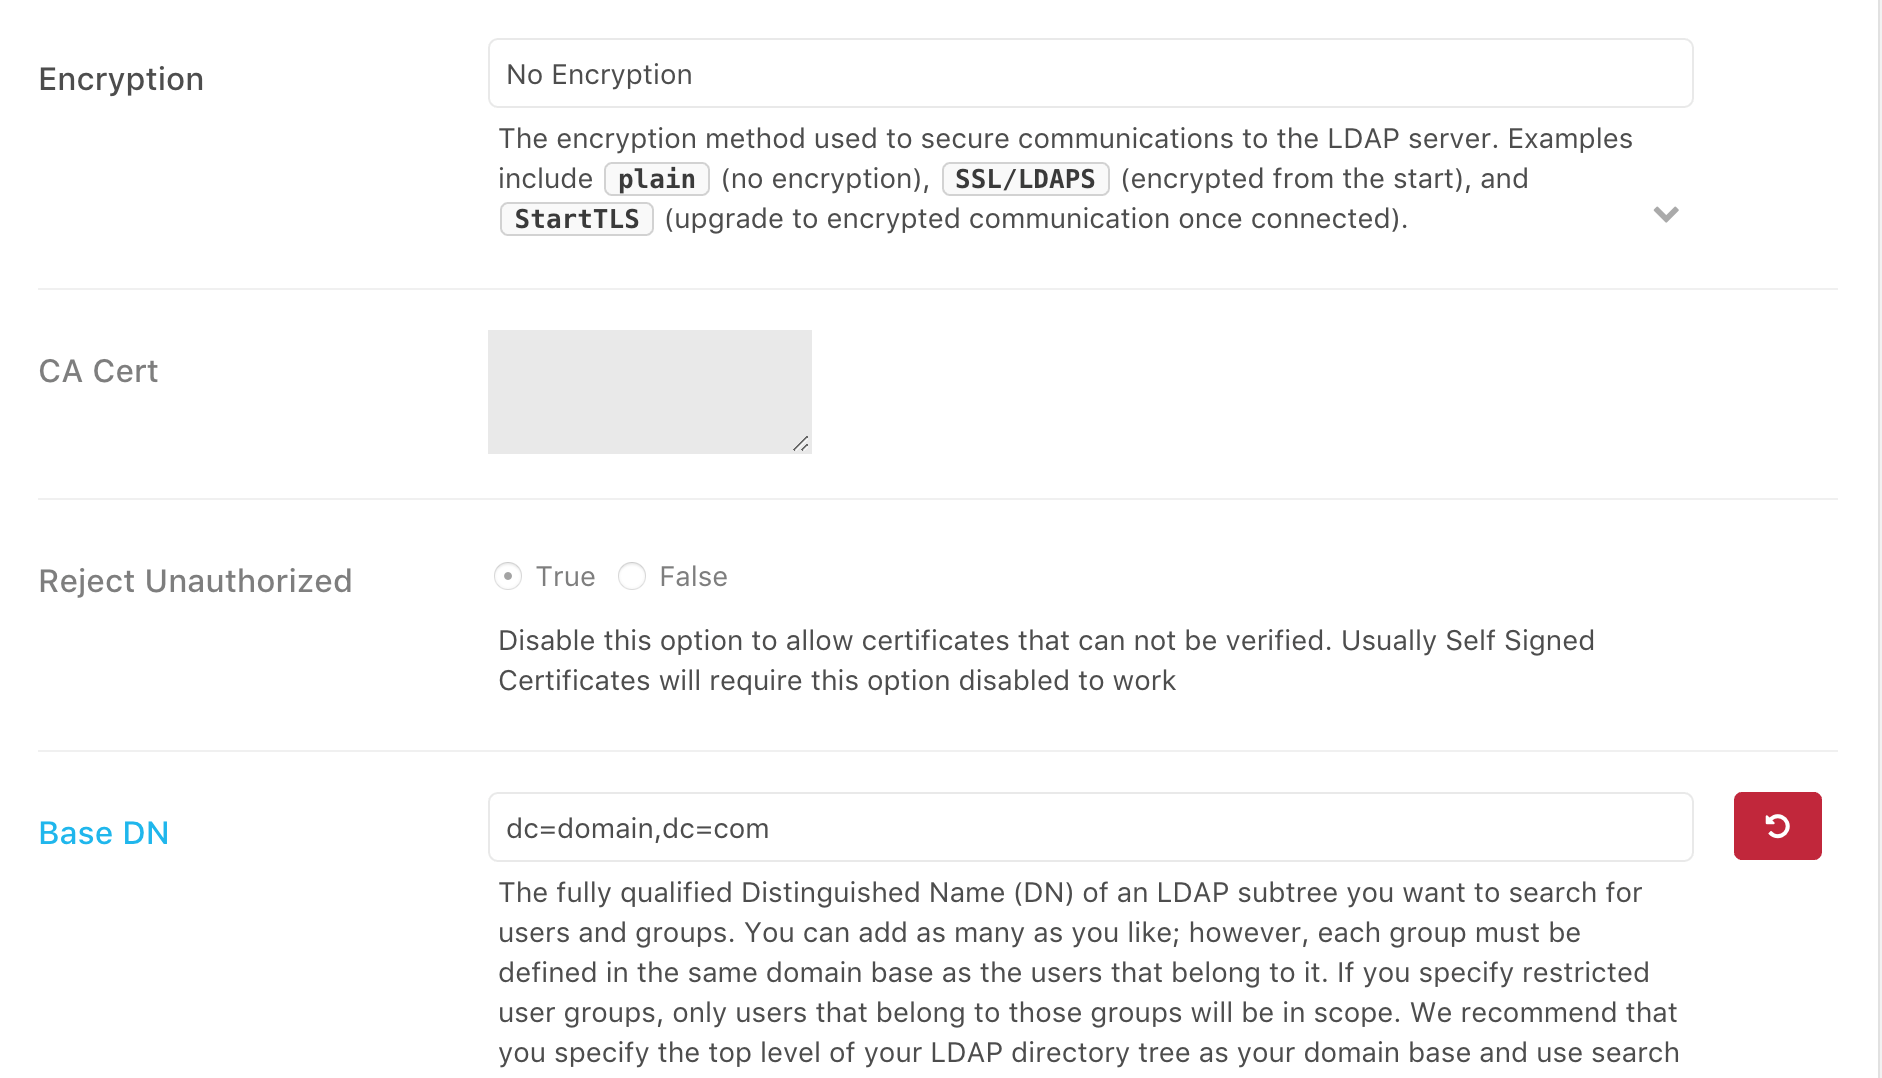 Encryption
No Encryption
The encryption method used to secure communications to the LDAP server. Examples
include plain (no encryption), SSL/LDAPS (encrypted from the start), and
StartTLS (upgrade to encrypted communication once connected).
CA Cert
Reject Unauthorized
True False
Disable this option to allow certificates that can not be verified. Usually Self Signed
Certificates will require this option disabled to work
Base DN
dc=domain,dc=com
The fully qualified Distinguished Name (DN) of an LDAP subtree you want to search for
users and groups. You can add as many as you like; however, each group must be
defined in the same domain base as the users that belong to it. If you specify restricted
user groups, only users that belong to those groups will be in scope. We recommend that
you specify the top level of your LDAP directory tree as your domain base and use search